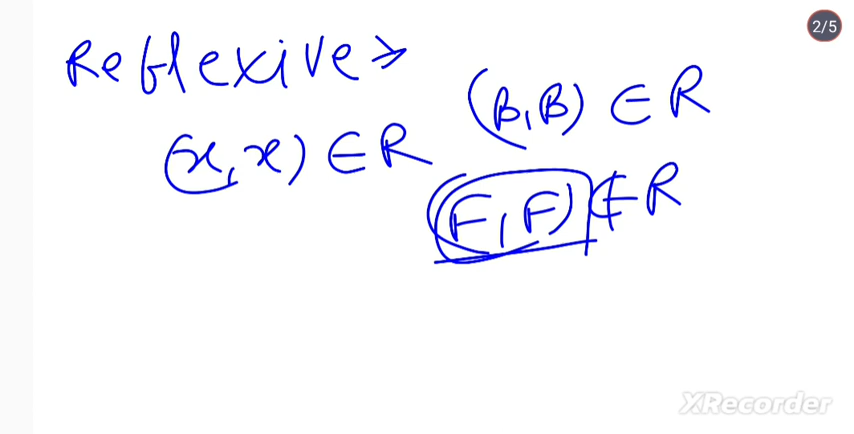 2/5
Reflexive ⇒
(B, B) ∈ R
(x, x) ∈ R
(F, F) ∉ R
XRecorder